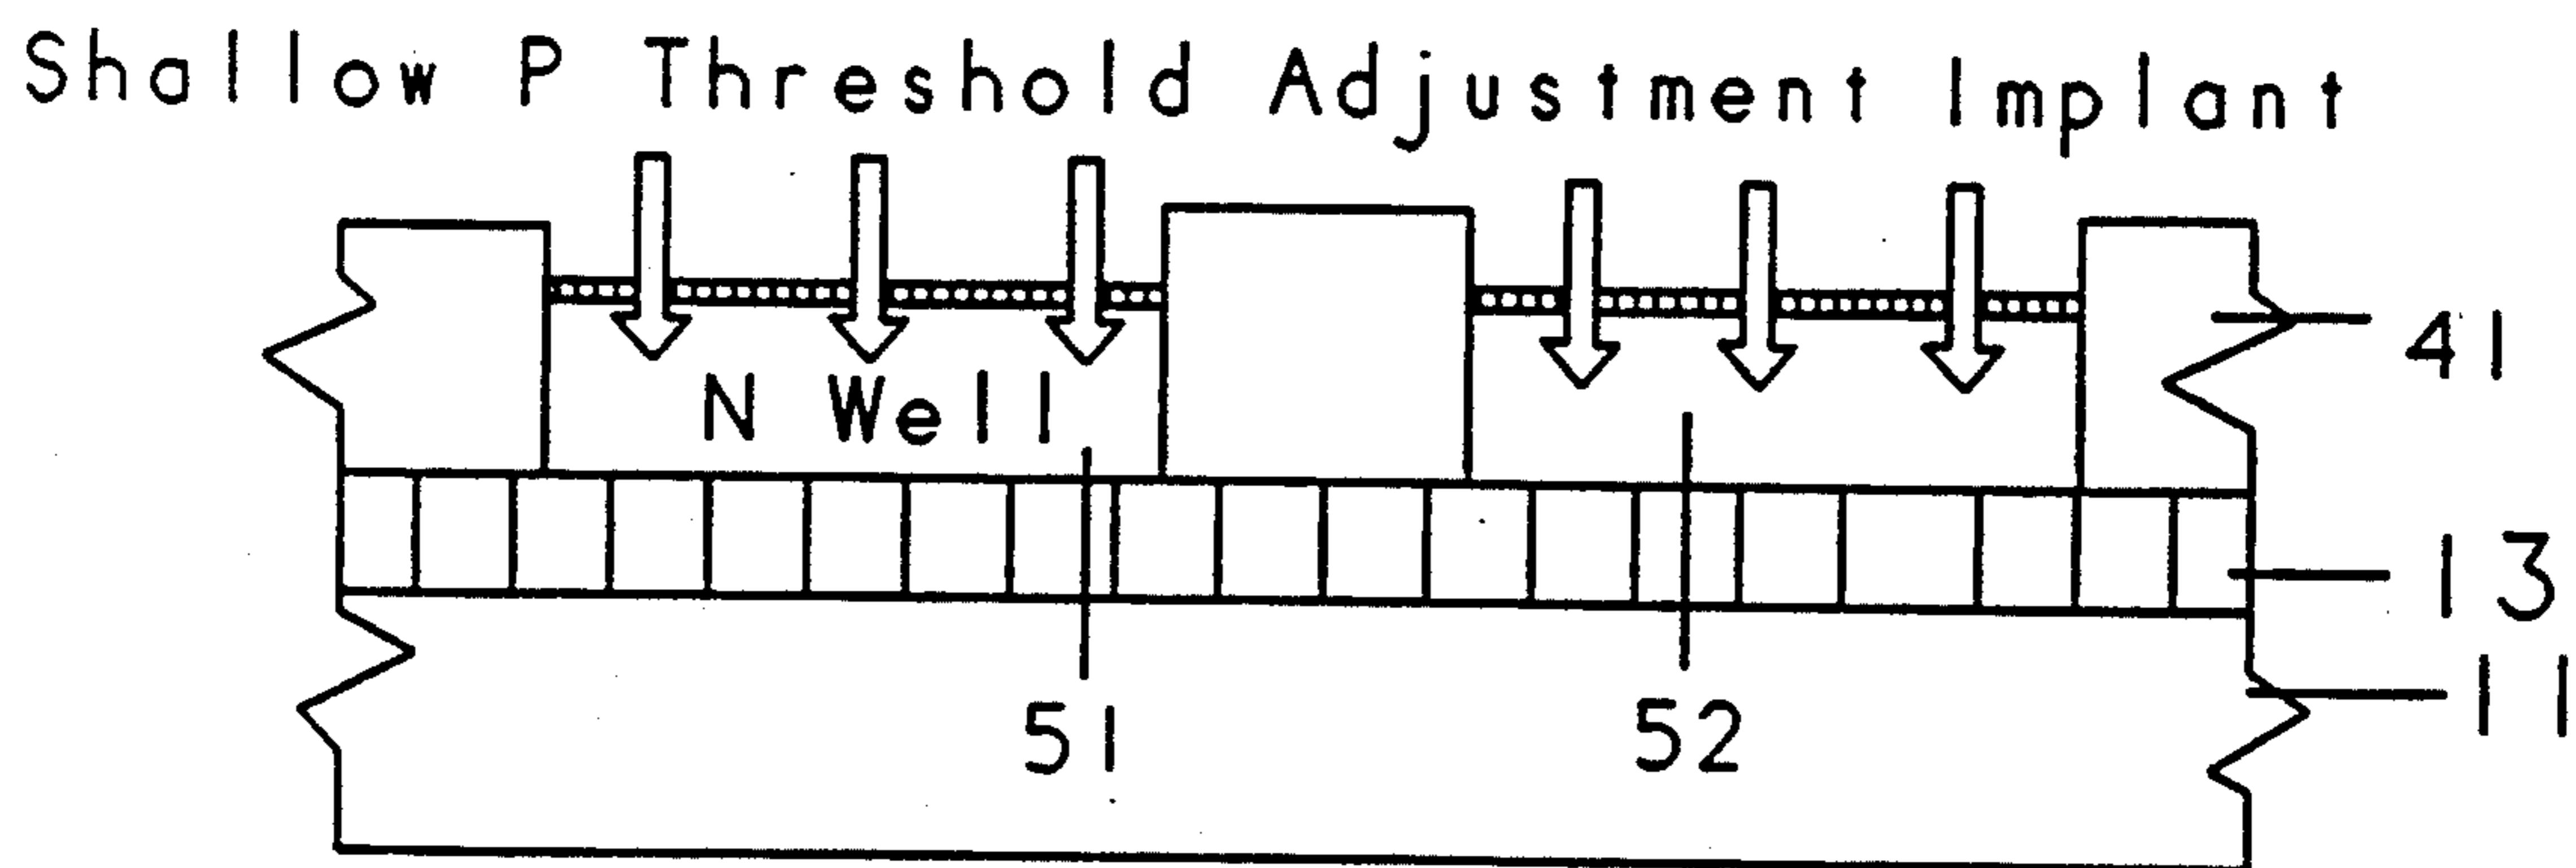 Shallow P Threshold Adjustment Implant
N Well
41
13
11
51 52